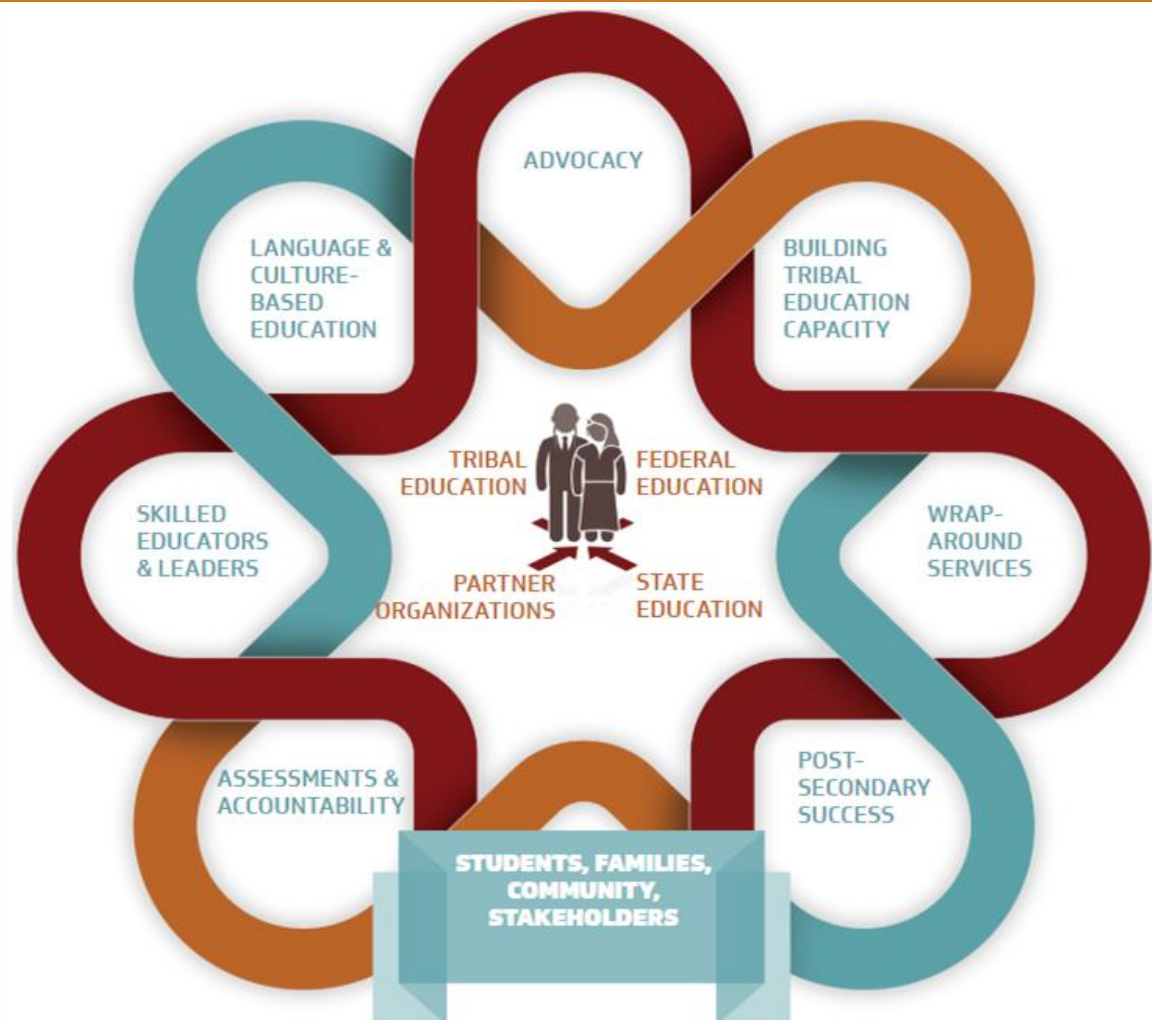 ADVOCACY
LANGUAGE &
CULTURE-
BASED
EDUCATION
BUILDING
TRIBAL
EDUCATION
CAPACITY
TRIBAL
EDUCATION
FEDERAL
EDUCATION
SKILLED
EDUCATORS
& LEADERS
WRAP-
AROUND
SERVICES
PARTNER
ORGANIZATIONS
STATE
EDUCATION
ASSESSMENTS &
ACCOUNTABILITY
POST-
SECONDARY
SUCCESS
STUDENTS, FAMILIES,
COMMUNITY,
STAKEHOLDERS